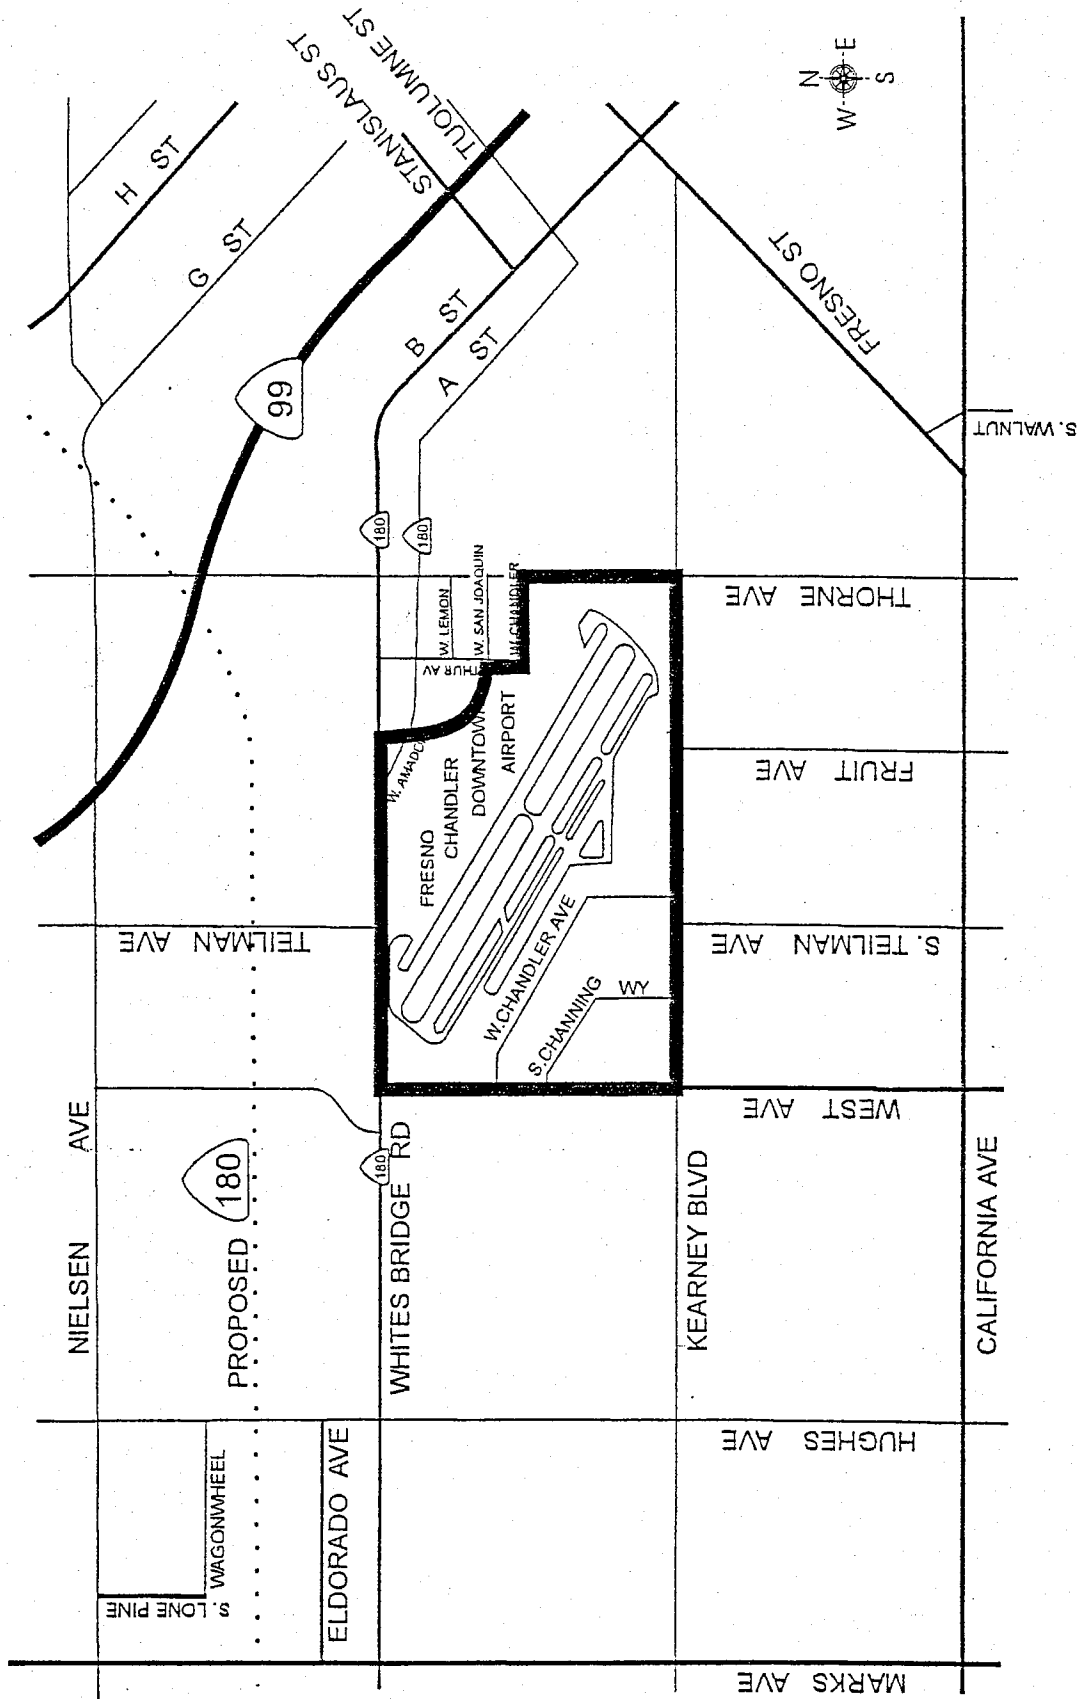 H ST
G ST
STANISLAUS ST
TUOLUMNE ST
N
W
E
S
99
B ST
A ST
FRESNO ST
S. WALNUT
180
180
W. LEMON
W. SAN JOAQUIN
W. CHANDLER
THUR AV
W. AMADO
THORNE AVE
FRESNO
CHANDLER
DOWNTOWN
AIRPORT
FRUIT AVE
TEILMAN AVE
S. TEILMAN AVE
W. CHANDLER AVE
S. CHANNING WY
WEST AVE
NIELSEN AVE
PROPOSED 180
WHITES BRIDGE RD
180
KEARNEY BLVD
CALIFORNIA AVE
HUGHES AVE
WAGONWHEEL
S. LONE PINE
ELDORADO AVE
MARKS AVE